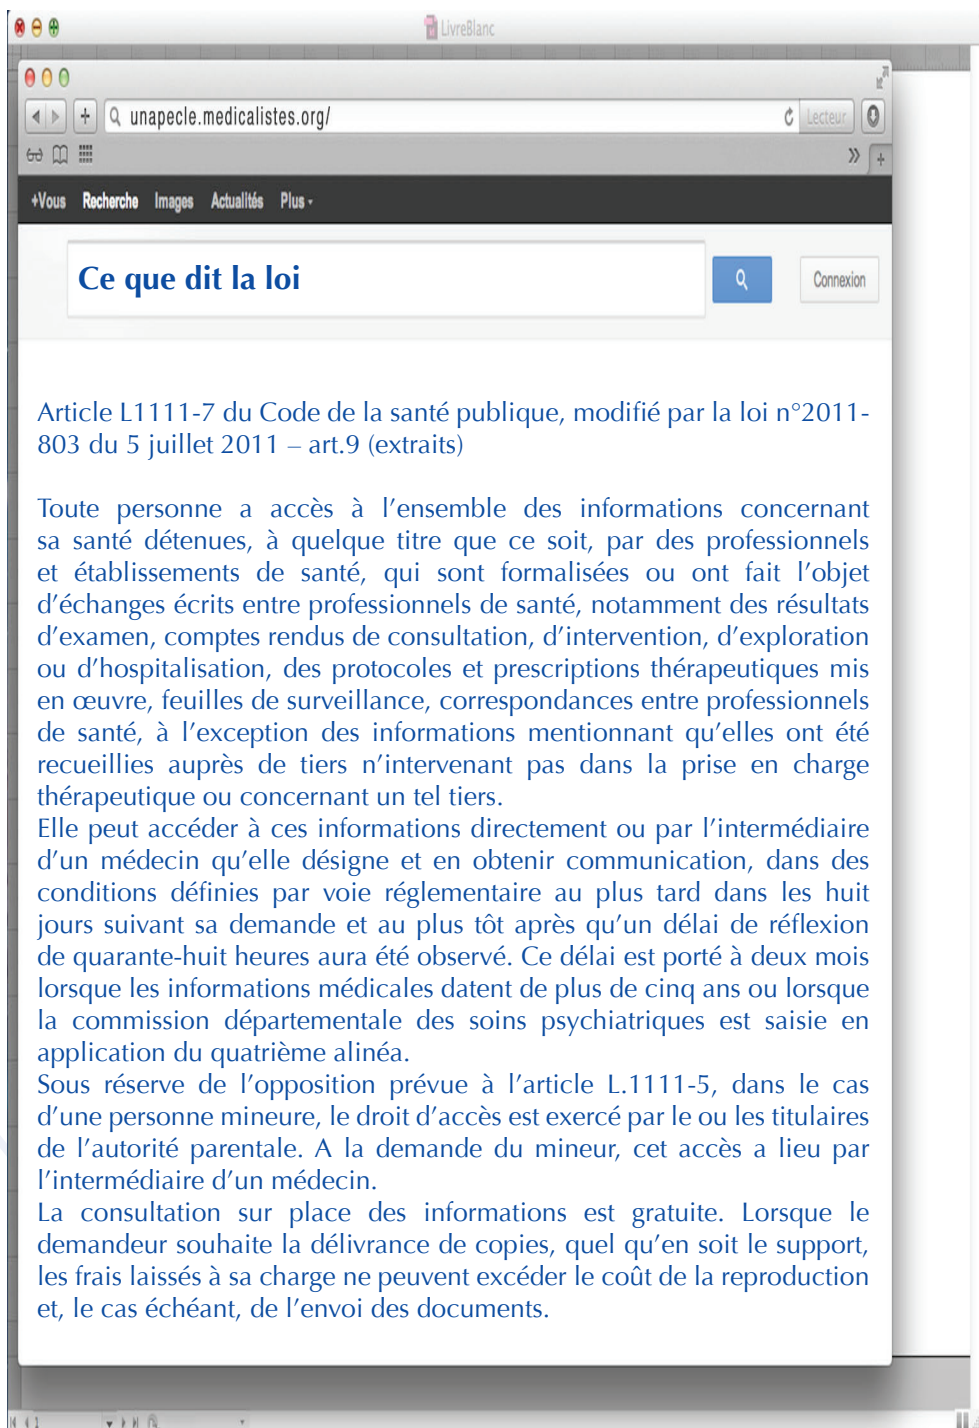 LivreBlanc
unapecle.medicalistes.org/
Lecteur
+Vous Recherche Images Actualités Plus
Ce que dit la loi
Connexion
Article L1111-7 du Code de la santé publique, modifié par la loi n°2011-
803 du 5 juillet 2011 – art.9 (extraits)
Toute personne a accès à l’ensemble des informations concernant
sa santé détenues, à quelque titre que ce soit, par des professionnels
et établissements de santé, qui sont formalisées ou ont fait l’objet
d’échanges écrits entre professionnels de santé, notamment des résultats
d’examen, comptes rendus de consultation, d’intervention, d’exploration
ou d’hospitalisation, des protocoles et prescriptions thérapeutiques mis
en œuvre, feuilles de surveillance, correspondances entre professionnels
de santé, à l’exception des informations mentionnant qu’elles ont été
recueillies auprès de tiers n’intervenant pas dans la prise en charge
thérapeutique ou concernant un tel tiers.
Elle peut accéder à ces informations directement ou par l’intermédiaire
d’un médecin qu’elle désigne et en obtenir communication, dans des
conditions définies par voie réglementaire au plus tard dans les huit
jours suivant sa demande et au plus tôt après qu’un délai de réflexion
de quarante-huit heures aura été observé. Ce délai est porté à deux mois
lorsque les informations médicales datent de plus de cinq ans ou lorsque
la commission départementale des soins psychiatriques est saisie en
application du quatrième alinéa.
Sous réserve de l’opposition prévue à l’article L.1111-5, dans le cas
d’une personne mineure, le droit d’accès est exercé par le ou les titulaires
de l’autorité parentale. A la demande du mineur, cet accès a lieu par
l’intermédiaire d’un médecin.
La consultation sur place des informations est gratuite. Lorsque le
demandeur souhaite la délivrance de copies, quel qu’en soit le support,
les frais laissés à sa charge ne peuvent excéder le coût de la reproduction
et, le cas échéant, de l’envoi des documents.
1